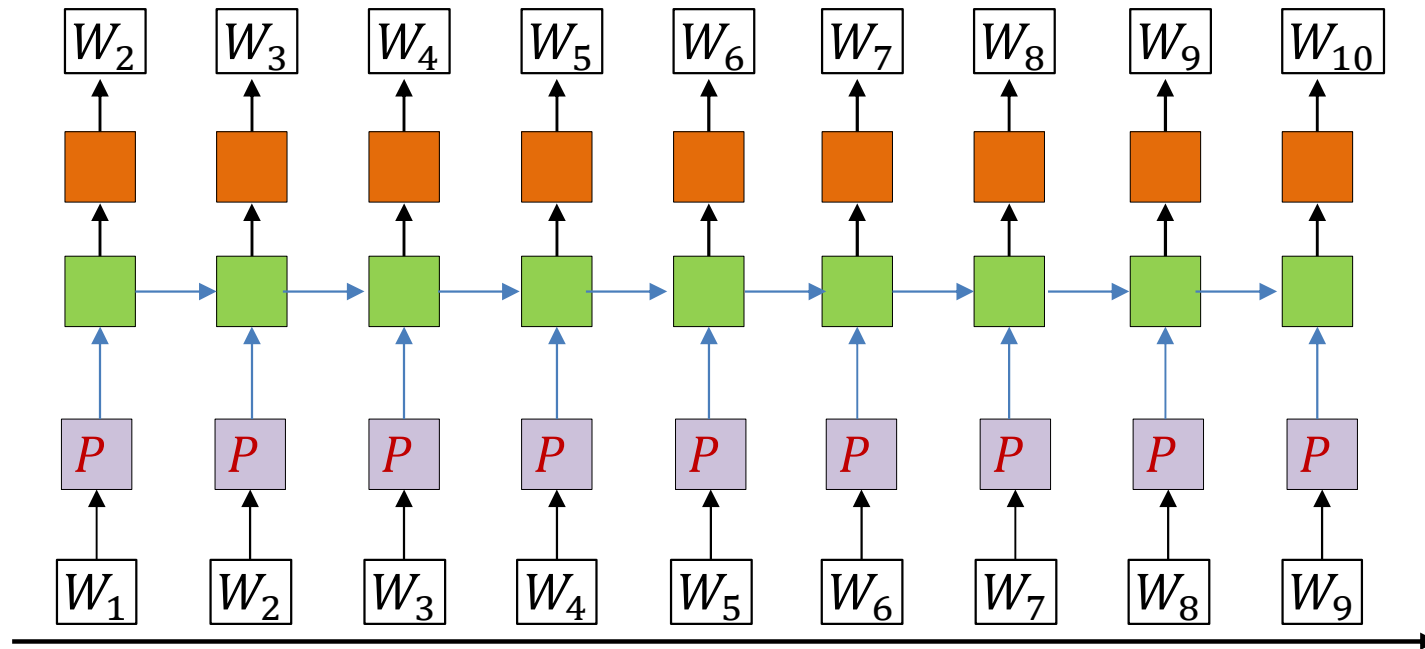 W₂ W₃ W₄ W₅ W₆ W₇ W₈ W₉ W₁₀
P P P P P P P P P
W₁ W₂ W₃ W₄ W₅ W₆ W₇ W₈ W₉